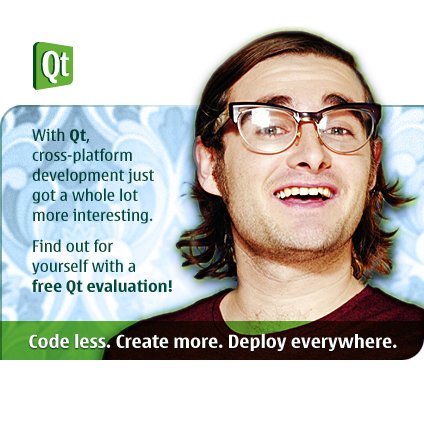 Qt
With Qt,
cross-platform
development just
got a whole lot
more interesting.
Find out for
yourself with a
free Qt evaluation!
Code less. Create more. Deploy everywhere.